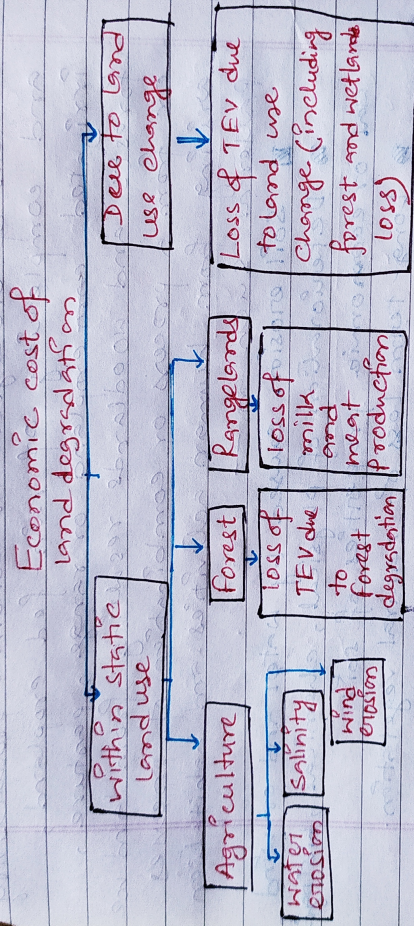 Economic cost of
land degradation
within static
land use
Due to land
use change
Agriculture
Forest
Rangelands
Loss of TEV due
to land use
change (including
forest and wetlands
loss)
water
erosion
salinity
wind
erosion
loss of
TEV due
to
forest
degradation
loss of
milk
and
meat
production